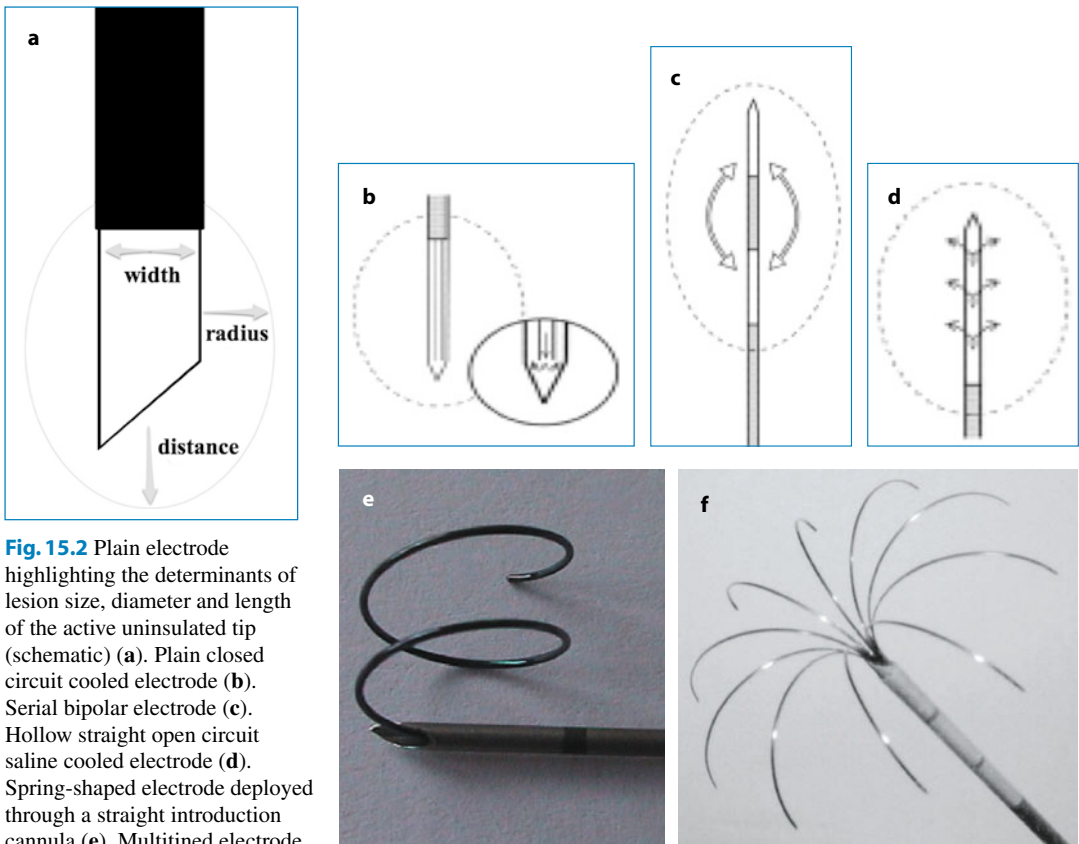 a
width
radius
distance
b
c
d
e
f
Fig. 15.2 Plain electrode
highlighting the determinants of
lesion size, diameter and length
of the active uninsulated tip
(schematic) (a). Plain closed
circuit cooled electrode (b).
Serial bipolar electrode (c).
Hollow straight open circuit
saline cooled electrode (d).
Spring-shaped electrode deployed
through a straight introduction
cannula (e). Multitined electrode